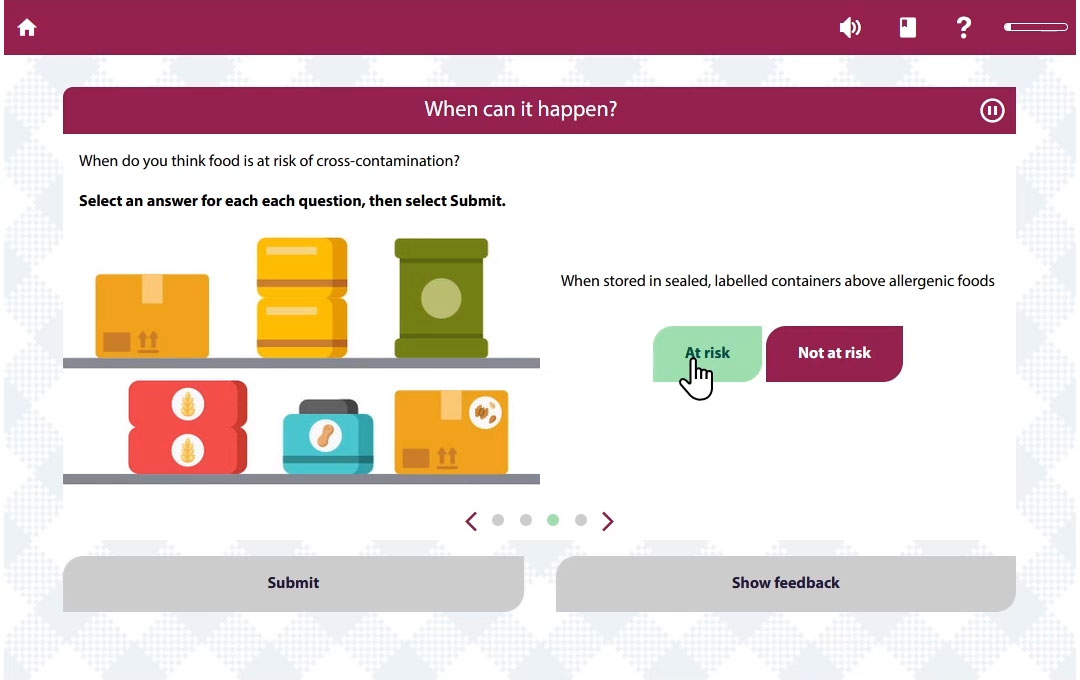 When can it happen?
When do you think food is at risk of cross-contamination?
Select an answer for each each question, then select Submit.
When stored in sealed, labelled containers above allergenic foods
At risk
Not at risk
Submit
Show feedback